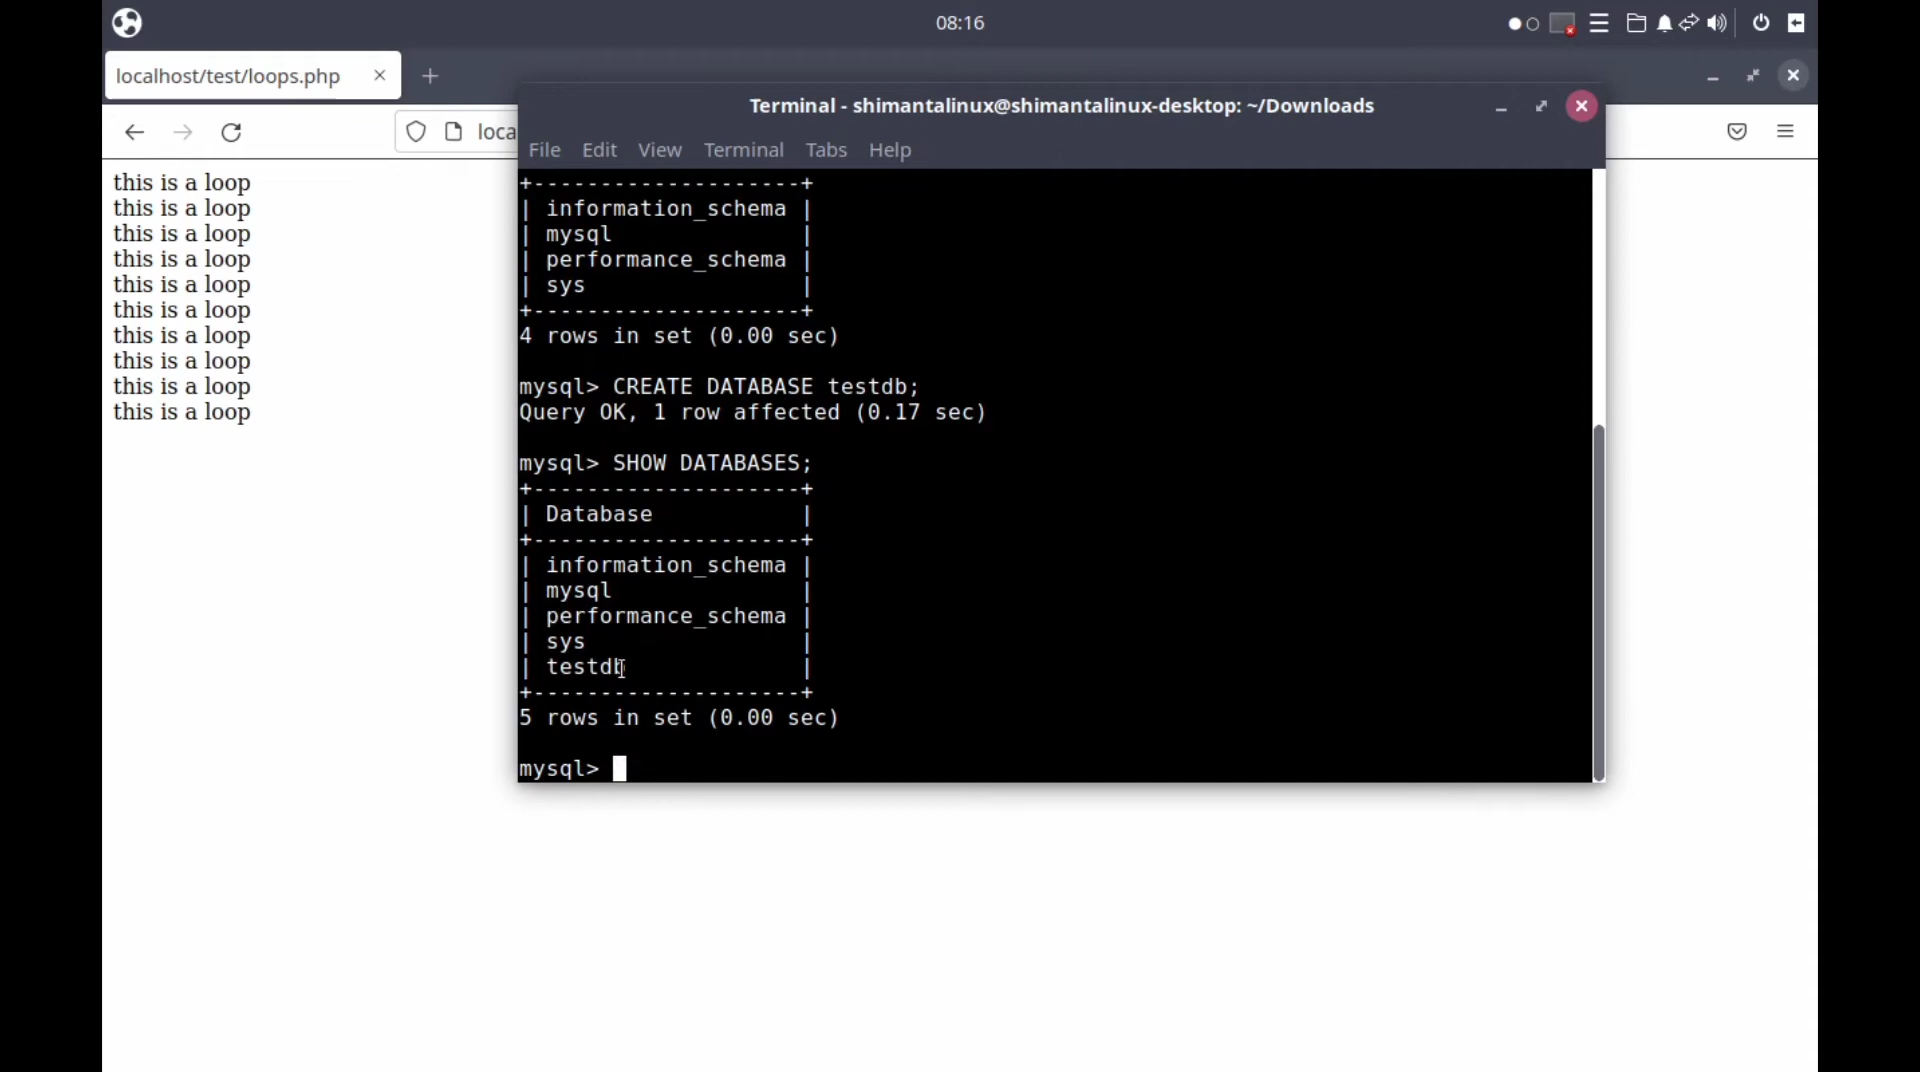 08:16
localhost/test/loops.php
loca
this is a loop
this is a loop
this is a loop
this is a loop
this is a loop
this is a loop
this is a loop
this is a loop
this is a loop
this is a loop
Terminal - shimantalinux@shimantalinux-desktop: ~/Downloads
File Edit View Terminal Tabs Help
+--------------------+
| information_schema |
| mysql              |
| performance_schema |
| sys                |
+--------------------+
4 rows in set (0.00 sec)
mysql> CREATE DATABASE testdb;
Query OK, 1 row affected (0.17 sec)
mysql> SHOW DATABASES;
+--------------------+
| Database           |
+--------------------+
| information_schema |
| mysql              |
| performance_schema |
| sys                |
| testdb             |
+--------------------+
5 rows in set (0.00 sec)
mysql>